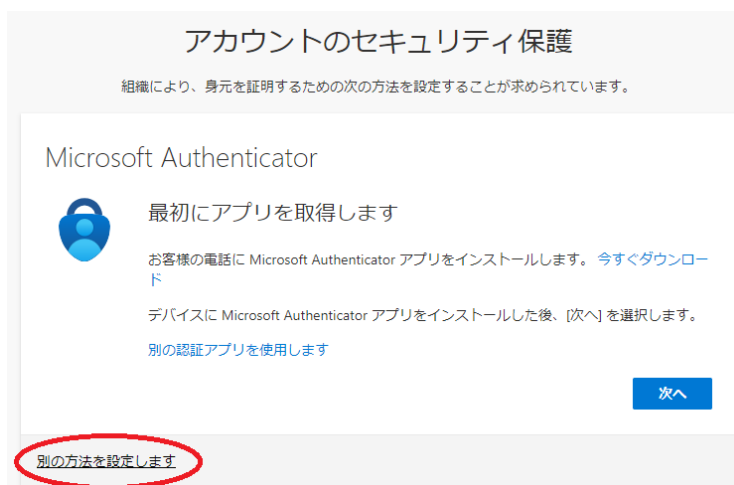 アカウントのセキュリティ保護
組織により、身元を証明するための次の方法を設定することが求められています。
Microsoft Authenticator
最初にアプリを取得します
お客様の電話に Microsoft Authenticator アプリをインストールします。 今すぐダウンロー
ド
デバイスに Microsoft Authenticator アプリをインストールした後、[次へ] を選択します。
別の認証アプリを使用します
次へ
別の方法を設定します